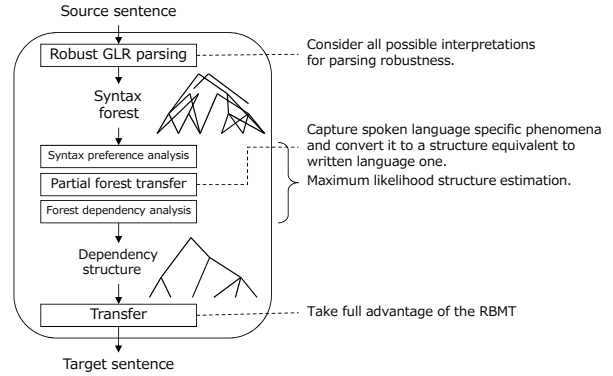 Source sentence
Robust GLR parsing
Consider all possible interpretations
for parsing robustness.
Syntax
forest
Capture spoken language specific phenomena
and convert it to a structure equivalent to
written language one.
Syntax preference analysis
Partial forest transfer
Maximum likelihood structure estimation.
Forest dependency analysis
Dependency
structure
Transfer
Take full advantage of the RBMT
Target sentence